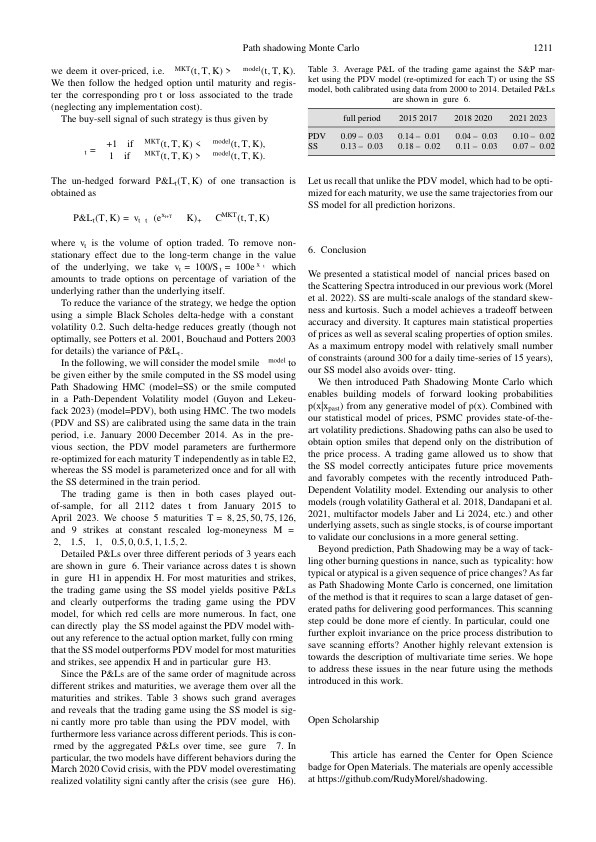 Path shadowing Monte Carlo
1211
we deem it over-priced, i.e. MKT(t, T, K) > model(t, T, K).
We then follow the hedged option until maturity and regis-
ter the corresponding pro t or loss associated to the trade
(neglecting any implementation cost).
The buy-sell signal of such strategy is thus given by
t = +1 if MKT(t, T, K) < model(t, T, K),
1 if MKT(t, T, K) > model(t, T, K).
The un-hedged forward P&Lt(T, K) of one transaction is
obtained as
P&Lt(T, K) = νt t (e^xt+T K)+ C^MKT(t, T, K)
where νt is the volume of option traded. To remove non-
stationary effect due to the long-term change in the value
of the underlying, we take νt = 100/St = 100e^xt which
amounts to trade options on percentage of variation of the
underlying rather than the underlying itself.
To reduce the variance of the strategy, we hedge the option
using a simple Black Scholes delta-hedge with a constant
volatility 0.2. Such delta-hedge reduces greatly (though not
optimally, see Potters et al. 2001, Bouchaud and Potters 2003
for details) the variance of P&Lt.
In the following, we will consider the model smile model to
be given either by the smile computed in the SS model using
Path Shadowing HMC (model=SS) or the smile computed
in a Path-Dependent Volatility model (Guyon and Lekeu-
fack 2023) (model=PDV), both using HMC. The two models
(PDV and SS) are calibrated using the same data in the train
period, i.e. January 2000 December 2014. As in the pre-
vious section, the PDV model parameters are furthermore
re-optimized for each maturity T independently as in table E2,
whereas the SS model is parameterized once and for all with
the SS determined in the train period.
The trading game is then in both cases played out-
of-sample, for all 2112 dates t from January 2015 to
April 2023. We choose 5 maturities T = 8, 25, 50, 75, 126,
and 9 strikes at constant rescaled log-moneyness M =
2, 1.5, 1, 0.5, 0, 0.5, 1, 1.5, 2.
Detailed P&Ls over three different periods of 3 years each
are shown in gure 6. Their variance across dates t is shown
in gure H1 in appendix H. For most maturities and strikes,
the trading game using the SS model yields positive P&Ls
and clearly outperforms the trading game using the PDV
model, for which red cells are more numerous. In fact, one
can directly play the SS model against the PDV model with-
out any reference to the actual option market, fully con rming
that the SS model outperforms PDV model for most maturities
and strikes, see appendix H and in particular gure H3.
Since the P&Ls are of the same order of magnitude across
different strikes and maturities, we average them over all the
maturities and strikes. Table 3 shows such grand averages
and reveals that the trading game using the SS model is sig-
ni cantly more pro table than using the PDV model, with
furthermore less variance across different periods. This is con-
rmed by the aggregated P&Ls over time, see gure 7. In
particular, the two models have different behaviors during the
March 2020 Covid crisis, with the PDV model overestimating
realized volatility signi cantly after the crisis (see gure H6).
Table 3. Average P&L of the trading game against the S&P mar-
ket using the PDV model (re-optimized for each T) or using the SS
model, both calibrated using data from 2000 to 2014. Detailed P&Ls
are shown in gure 6.
full period 2015 2017 2018 2020 2021 2023
PDV 0.09 – 0.03 0.14 – 0.01 0.04 – 0.03 0.10 – 0.02
SS 0.13 – 0.03 0.18 – 0.02 0.11 – 0.03 0.07 – 0.02
Let us recall that unlike the PDV model, which had to be opti-
mized for each maturity, we use the same trajectories from our
SS model for all prediction horizons.
6. Conclusion
We presented a statistical model of nancial prices based on
the Scattering Spectra introduced in our previous work (Morel
et al. 2022). SS are multi-scale analogs of the standard skew-
ness and kurtosis. Such a model achieves a tradeoff between
accuracy and diversity. It captures main statistical properties
of prices as well as several scaling properties of option smiles.
As a maximum entropy model with relatively small number
of constraints (around 300 for a daily time-series of 15 years),
our SS model also avoids over- tting.
We then introduced Path Shadowing Monte Carlo which
enables building models of forward looking probabilities
p(x|xpast) from any generative model of p(x). Combined with
our statistical model of prices, PSMC provides state-of-the-
art volatility predictions. Shadowing paths can also be used to
obtain option smiles that depend only on the distribution of
the price process. A trading game allowed us to show that
the SS model correctly anticipates future price movements
and favorably competes with the recently introduced Path-
Dependent Volatility model. Extending our analysis to other
models (rough volatility Gatheral et al. 2018, Dandapani et al.
2021, multifactor models Jaber and Li 2024, etc.) and other
underlying assets, such as single stocks, is of course important
to validate our conclusions in a more general setting.
Beyond prediction, Path Shadowing may be a way of tack-
ling other burning questions in nance, such as typicality: how
typical or atypical is a given sequence of price changes? As far
as Path Shadowing Monte Carlo is concerned, one limitation
of the method is that it requires to scan a large dataset of gen-
erated paths for delivering good performances. This scanning
step could be done more ef ciently. In particular, could one
further exploit invariance on the price process distribution to
save scanning efforts? Another highly relevant extension is
towards the description of multivariate time series. We hope
to address these issues in the near future using the methods
introduced in this work.
Open Scholarship
This article has earned the Center for Open Science
badge for Open Materials. The materials are openly accessible
at https://github.com/RudyMorel/shadowing.